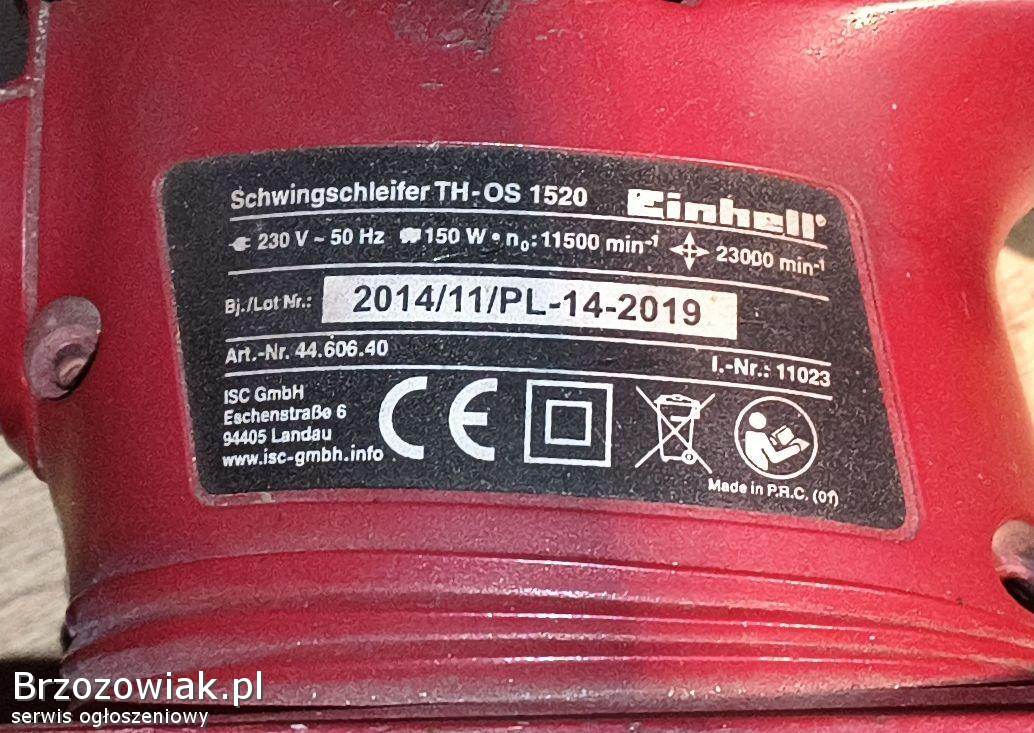 Schwingschleifer TH-OS 1520 Einhell®
230 V ~ 50 Hz 150 W • n₀: 11500 min⁻¹ 23000 min⁻¹
Bj./Lot Nr.: 2014/11/PL-14-2019
Art.-Nr. 44.606.40 I.-Nr.: 11023
ISC GmbH
Eschenstraße 6
94405 Landau
www.isc-gmbh.info
CE
Made in P.R.C. (01)
Brzozowiak.pl
serwis ogłoszeniowy